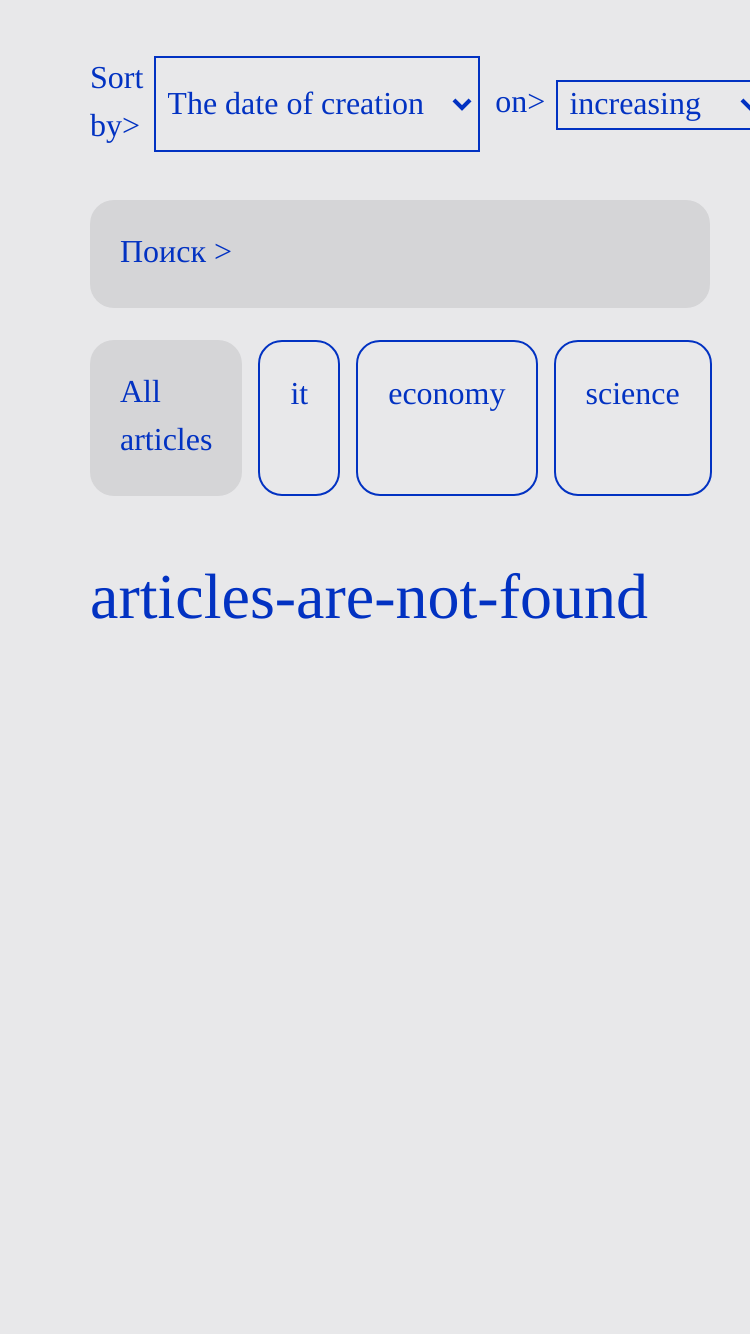 Sort by> The date of creation on> increasing
Поиск >
All articles it economy science
articles-are-not-found